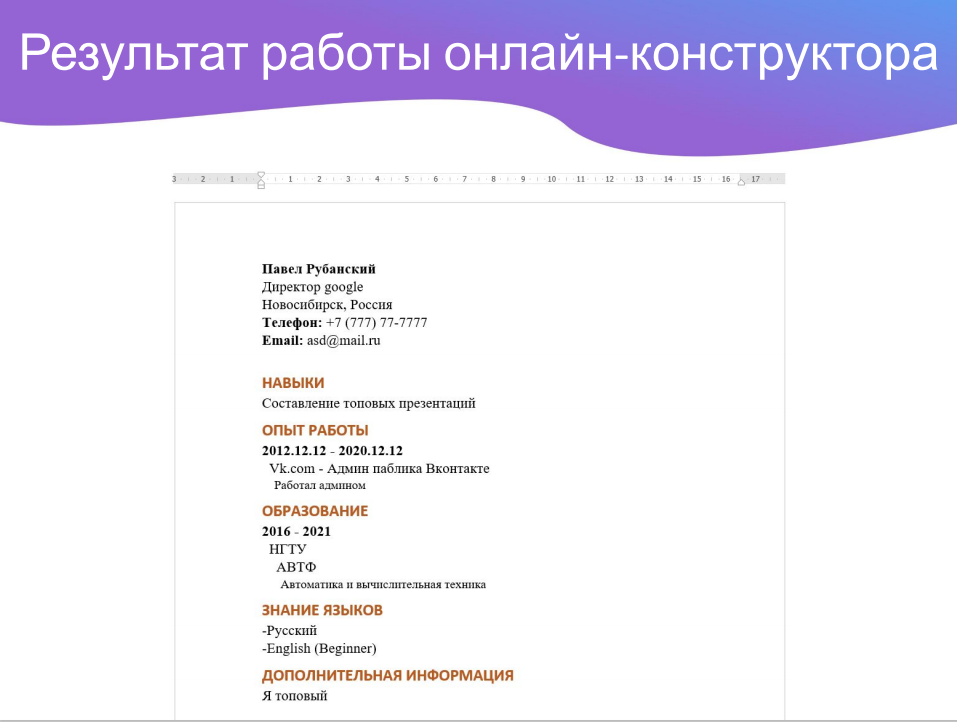 Результат работы онлайн-конструктора
3 2 1 1 2 3 4 5 6 7 8 9 10 11 12 13 14 15 16 17
Павел Рубанский
Директор google
Новосибирск, Россия
Телефон: +7 (777) 77-7777
Email: asd@mail.ru
НАВЫКИ
Составление топовых презентаций
ОПЫТ РАБОТЫ
2012.12.12 - 2020.12.12
Vk.com - Админ паблика Вконтакте
Работал админом
ОБРАЗОВАНИЕ
2016 - 2021
НГТУ
АВТФ
Автоматика и вычислительная техника
ЗНАНИЕ ЯЗЫКОВ
-Русский
-English (Beginner)
ДОПОЛНИТЕЛЬНАЯ ИНФОРМАЦИЯ
Я топовый